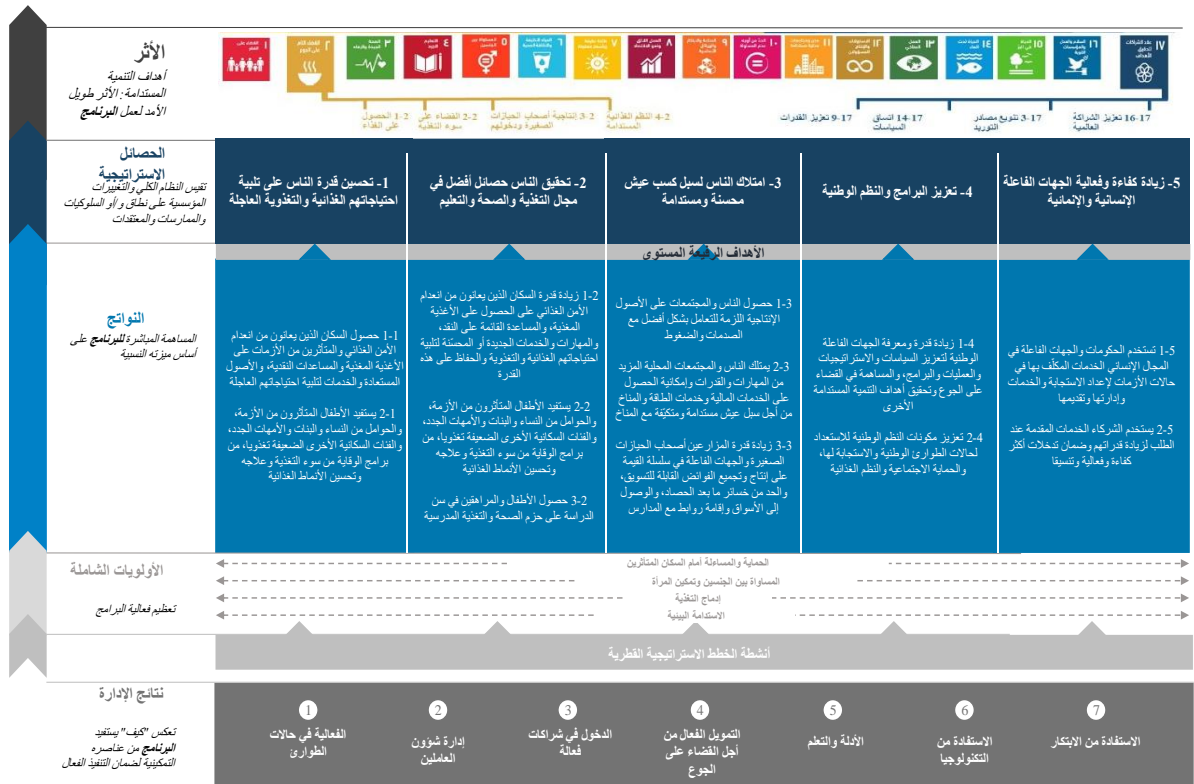 الأثر
أهداف التنمية
المستدامة: الأثر طويل
الأمد لعمل البرنامج
1-2 الحصول
على الغذاء
2-2 القضاء على
سوء التغذية
3-2 إنتاجية أصحاب الحيازات
الصغيرة ودخولهم
4-2 النظم الغذائية
المستدامة
9-17 تعزيز القدرات
14-17 اتساق
السياسات
3-17 تنويع مصادر
التوريد
16-17 تعزيز الشراكة
العالمية
الحصائل
الاستراتيجية
تقيس النظام الكلي والتغييرات
المؤسسية على نطاق و/أو السلوكيات
والممارسات والمعتقدات
1- تحسين قدرة الناس على تلبية
احتياجاتهم الغذائية والتغذوية العاجلة
2- تحقيق الناس حصائل أفضل في
مجال التغذية والصحة والتعليم
3- امتلاك الناس لسبل كسب عيش
محسنة ومستدامة
4- تعزيز البرامج والنظم الوطنية
5- زيادة كفاءة وفعالية الجهات الفاعلة
الإنسانية والإنمائية
الأهداف الرفيعة المستوى
النواتج
المساهمة المباشرة للبرنامج على
أساس ميزته النسبية
1-1 حصول السكان الذين يعانون من انعدام
الأمن الغذائي والمتأثرين من الأزمات على
الأغذية المغذية والمساعدات النقدية، والأصول
المستعادة والخدمات لتلبية احتياجاتهم العاجلة
2-1 يستفيد الأطفال المتأثرون من الأزمة،
والحوامل من النساء والبنات والأمهات الجدد،
والفئات السكانية الأخرى الضعيفة تغذويا، من
برامج الوقاية من سوء التغذية وعلاجه
وتحسين الأنماط الغذائية
1-2 زيادة قدرة السكان الذين يعانون من انعدام
الأمن الغذائي على الحصول على الأغذية
المغذية، والمساعدة القائمة على النقد،
والمهارات والخدمات الجديدة أو المحسّنة لتلبية
احتياجاتهم الغذائية والتغذوية والحفاظ على هذه
القدرة
2-2 يستفيد الأطفال المتأثرون من الأزمة،
والحوامل من النساء والبنات والأمهات الجدد،
والفئات السكانية الأخرى الضعيفة تغذويا، من
برامج الوقاية من سوء التغذية وعلاجه
وتحسين الأنماط الغذائية
3-2 حصول الأطفال والمراهقين في سن
الدراسة على حزم الصحة والتغذية المدرسية
1-3 حصول الناس والمجتمعات على الأصول
الإنتاجية اللزمة للتعامل بشكل أفضل مع
الصدمات والضغوط
2-3 يمتلك الناس والمجتمعات المحلية المزيد
من المهارات والقدرات وإمكانية الحصول
على الخدمات المالية وخدمات الطاقة والمناخ
من أجل سبل عيش مستدامة ومتكيّفة مع المناخ
3-3 زيادة قدرة المزارعين أصحاب الحيازات
الصغيرة والجهات الفاعلة في سلسلة القيمة
على إنتاج وتجميع الفوائض القابلة للتسويق،
والحد من خسائر ما بعد الحصاد، والوصول
إلى الأسواق وإقامة روابط مع المدارس
1-4 زيادة قدرة ومعرفة الجهات الفاعلة
الوطنية لتعزيز السياسات والاستراتيجيات
والعمليات والبرامج، والمساهمة في القضاء
على الجوع وتحقيق أهداف التنمية المستدامة
الأخرى
2-4 تعزيز مكونات النظم الوطنية للاستعداد
لحالات الطوارئ الوطنية والاستجابة لها،
والحماية الاجتماعية والنظم الغذائية
1-5 تستخدم الحكومات والجهات الفاعلة في
المجال الإنساني الخدمات المكلّف بها في
حالات الأزمات لإعداد الاستجابة والخدمات
وإدارتها وتقديمها
2-5 يستخدم الشركاء الخدمات المقدمة عند
الطلب لزيادة قدراتهم وضمان تدخلات أكثر
كفاءة وفعالية وتنسيقا
الأولويات الشاملة
تعظيم فعالية البرامج
الحماية والمساءلة أمام السكان المتأثرين
المساواة بين الجنسين وتمكين المرأة
إدماج التغذية
الاستدامة البيئية
أنشطة الخطط الاستراتيجية القطرية
نتائج الإدارة
تعكس "كيف" يستفيد
البرنامج من عناصره
التمكينية لضمان التنفيذ الفعال
1
الفعالية في حالات
الطوارئ
2
إدارة شؤون
العاملين
3
الدخول في شراكات
فعالة
4
التمويل الفعال من
أجل القضاء على
الجوع
5
الأدلة والتعلم
6
الاستفادة من
التكنولوجيا
7
الاستفادة من الابتكار